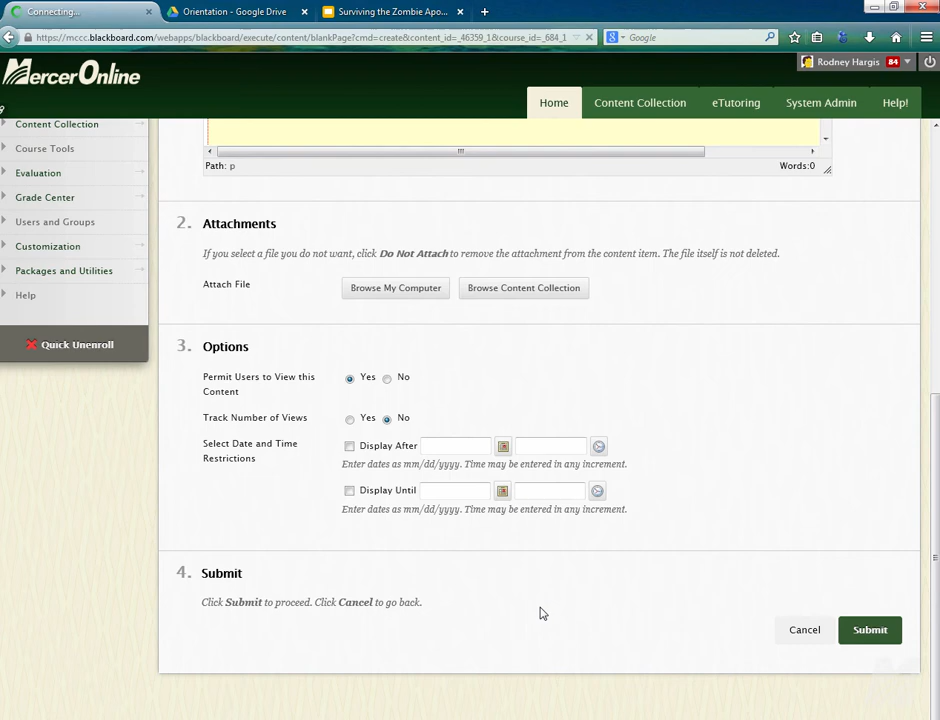 Connecting...
Orientation - Google Drive
Surviving the Zombie Apo...
https://mccc.blackboard.com/webapps/blackboard/execute/content/blankPage?cmd=create&content_id=_46359_1&course_id=_684_1
Google
MercerOnline
Rodney Hargis 84
Home
Content Collection
eTutoring
System Admin
Help!
Content Collection
Course Tools
Evaluation
Grade Center
Users and Groups
Customization
Packages and Utilities
Help
Quick Unenroll
Path: p
Words:0
2. Attachments
If you select a file you do not want, click Do Not Attach to remove the attachment from the content item. The file itself is not deleted.
Attach File
Browse My Computer
Browse Content Collection
3. Options
Permit Users to View this
Content
Yes
No
Track Number of Views
Yes
No
Select Date and Time
Restrictions
Display After
Enter dates as mm/dd/yyyy. Time may be entered in any increment.
Display Until
Enter dates as mm/dd/yyyy. Time may be entered in any increment.
4. Submit
Click Submit to proceed. Click Cancel to go back.
Cancel
Submit